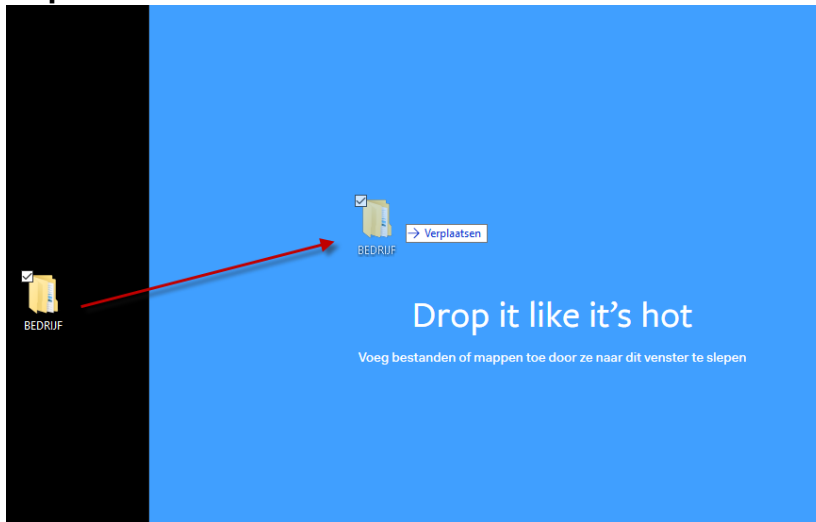 BEDRIJF
Verplaatsen
BEDRIJF
Drop it like it's hot
Voeg bestanden of mappen toe door ze naar dit venster te slepen